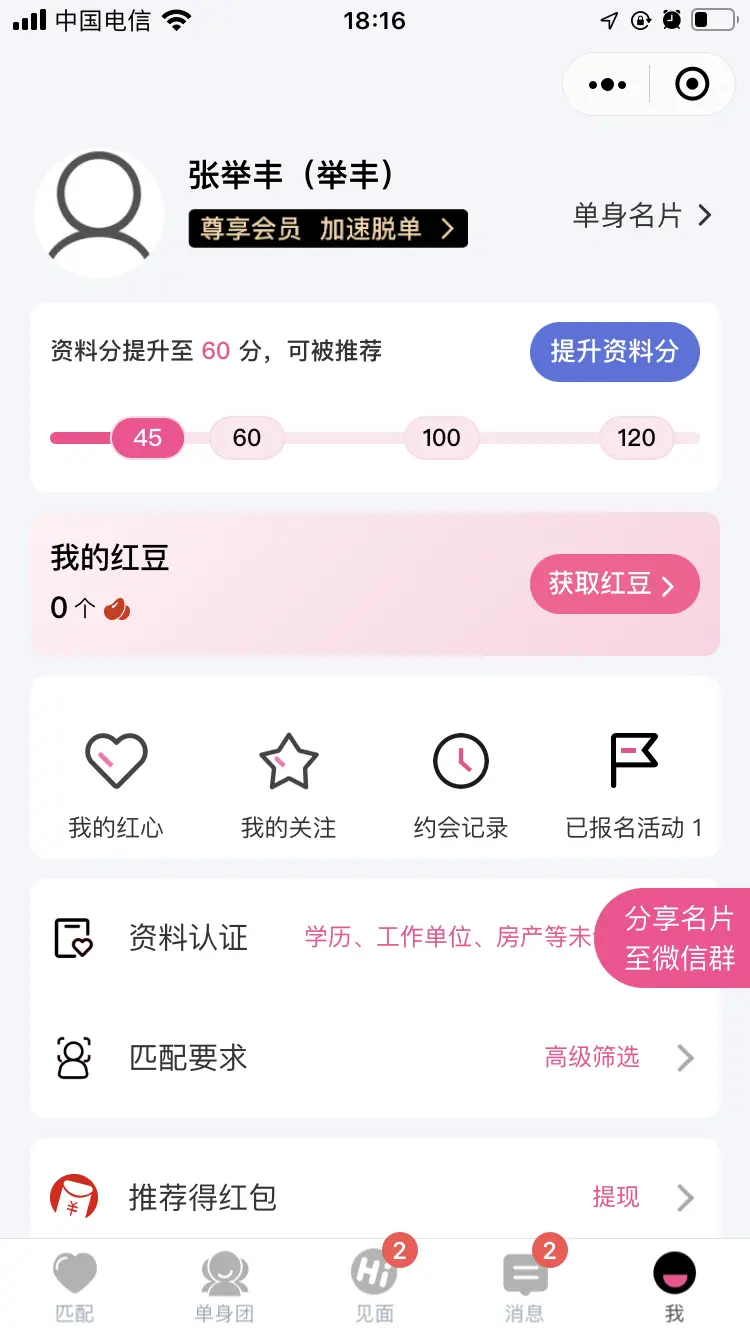 中国电信
18:16
张举丰（举丰）
尊享会员 加速脱单
单身名片
资料分提升至 60 分，可被推荐
提升资料分
45 60 100 120
我的红豆
0 个
获取红豆
我的红心 我的关注 约会记录 已报名活动 1
资料认证 学历、工作单位、房产等未
分享名片
至微信群
匹配要求 高级筛选
推荐得红包 提现
2 2
Hi
匹配 单身团 见面 消息 我